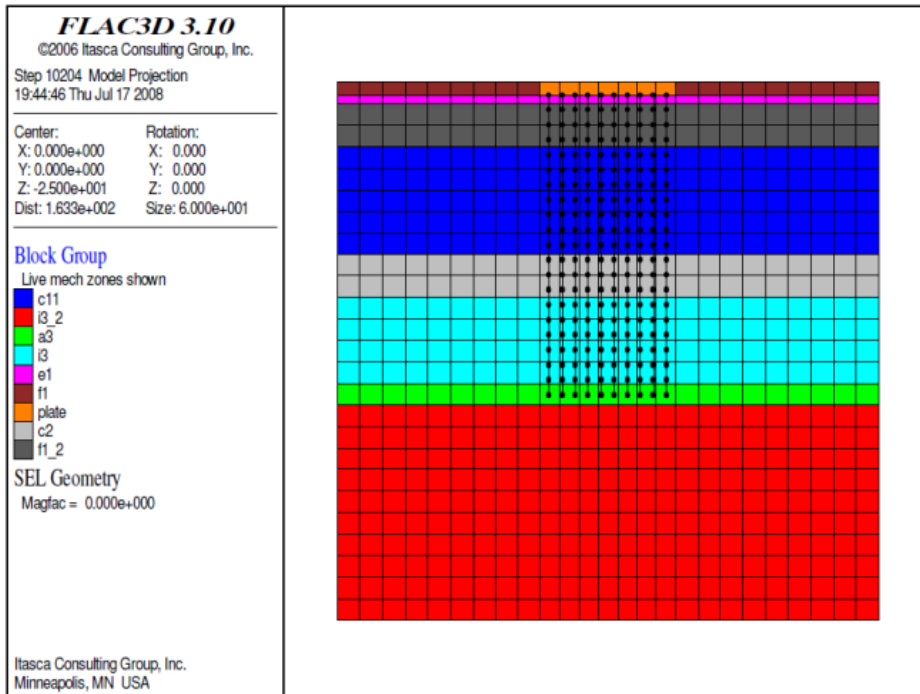 FLAC3D 3.10
©2006 Itasca Consulting Group, Inc.
Step 10204 Model Projection
19:44:46 Thu Jul 17 2008
Center: Rotation:
X: 0.000e+000 X: 0.000
Y: 0.000e+000 Y: 0.000
Z: -2.500e+001 Z: 0.000
Dist: 1.633e+002 Size: 6.000e+001
Block Group
Live mech zones shown
c11
i3_2
a3
i3
e1
f1
plate
c2
f1_2
SEL Geometry
Magfac = 0.000e+000
Itasca Consulting Group, Inc.
Minneapolis, MN USA